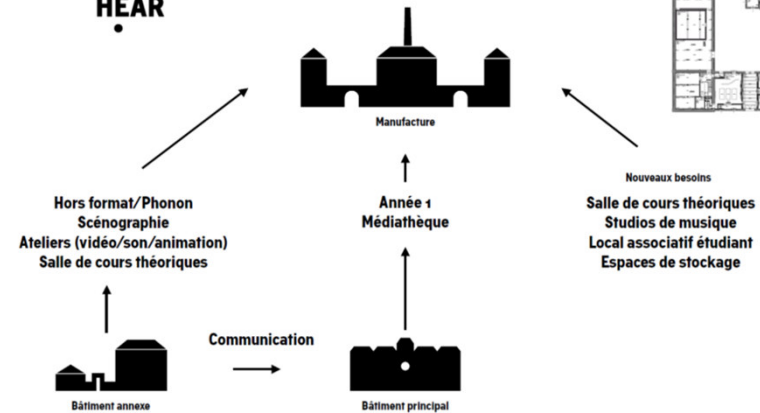 HEAR
Manufacture
Nouveaux besoins
Hors format/Phonon
Scénographie
Ateliers (vidéo/son/animation)
Salle de cours théoriques
Année 1
Médiathèque
Salle de cours théoriques
Studios de musique
Local associatif étudiant
Espaces de stockage
Communication
Bâtiment annexe
Bâtiment principal